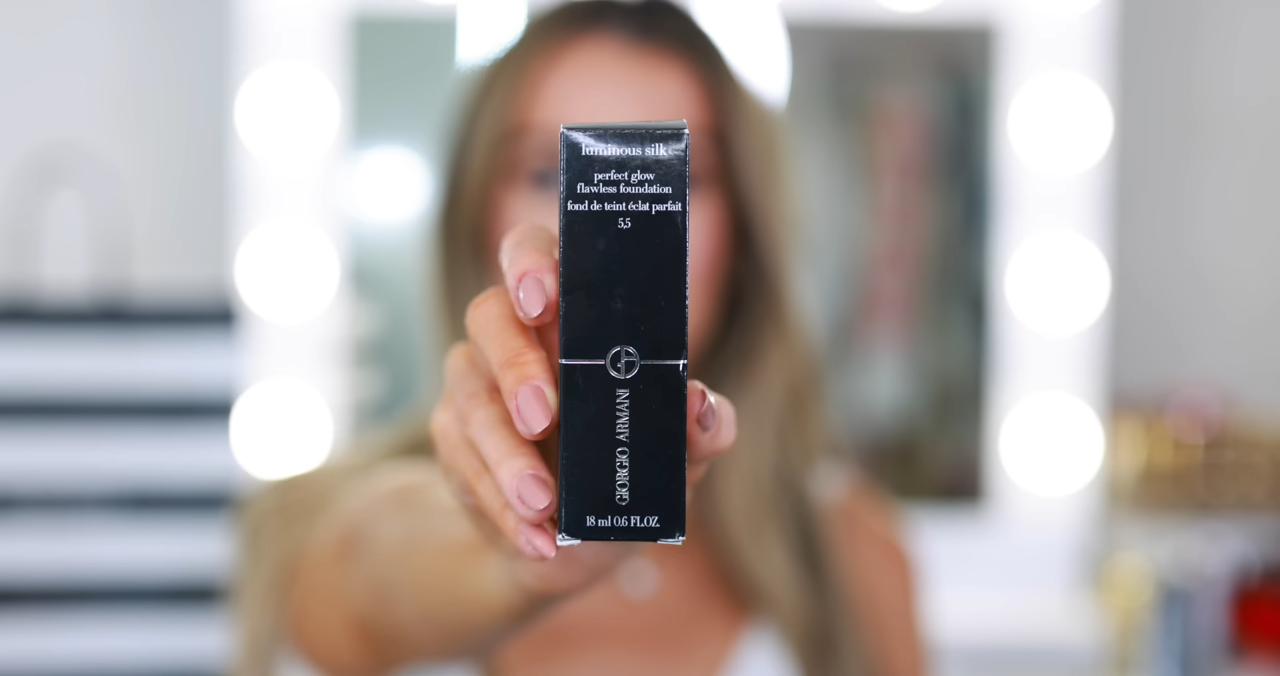 luminous silk
perfect glow
flawless foundation
fond de teint éclat parfait
5,5
GA
GIORGIO ARMANI
18 ml 0.6 FL.OZ.